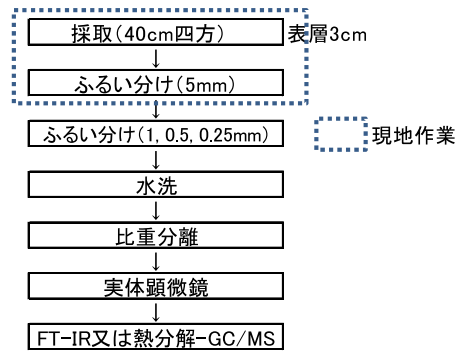 採取（40cm四方）
表層3cm
↓
ふるい分け（5mm）
↓
ふるい分け（1, 0.5, 0.25mm）
現地作業
↓
水洗
↓
比重分離
↓
実体顕微鏡
↓
FT-IR又は熱分解-GC/MS